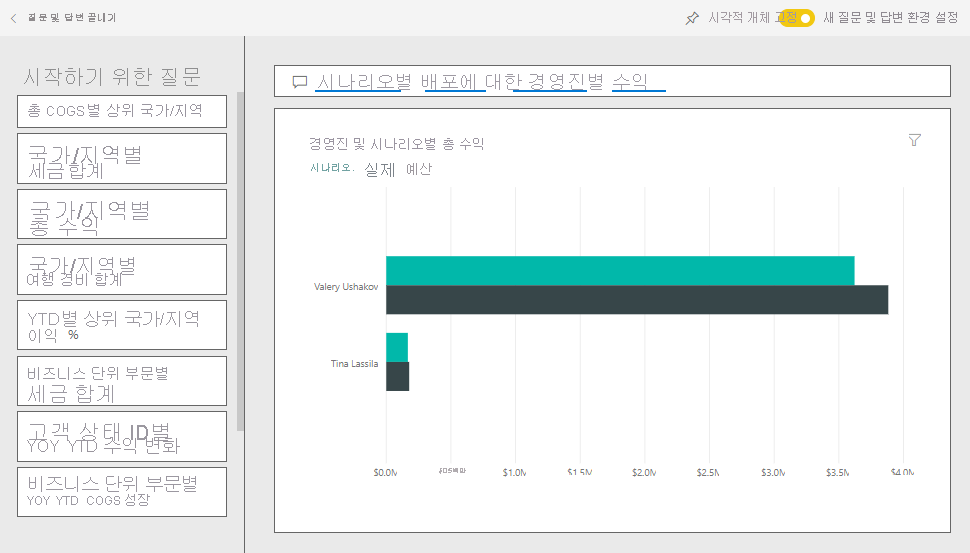 질문 및 답변 끝내기
시각적 개체 고정
새 질문 및 답변 환경 설정
시작하기 위한 질문
총 COGS별 상위 국가/지역
국가/지역별
세금합계
국가/지역별
총 수익
국가/지역별
여행 경비 합계
YTD별 상위 국가/지역
이익 %
비즈니스 단위 부문별
세금 합계
고객 상태 ID별
YOY YTD 수익 변화
비즈니스 단위 부문별
YOY YTD COGS 성장
시나리오별 배포에 대한 경영진별 수익
경영진 및 시나리오별 총 수익
시나리오. 실제 예산
Valery Ushakov
Tina Lassila
$0.0M $1.0M $1.5M $2.0M $2.5M $3.0M $3.5M $4.0M